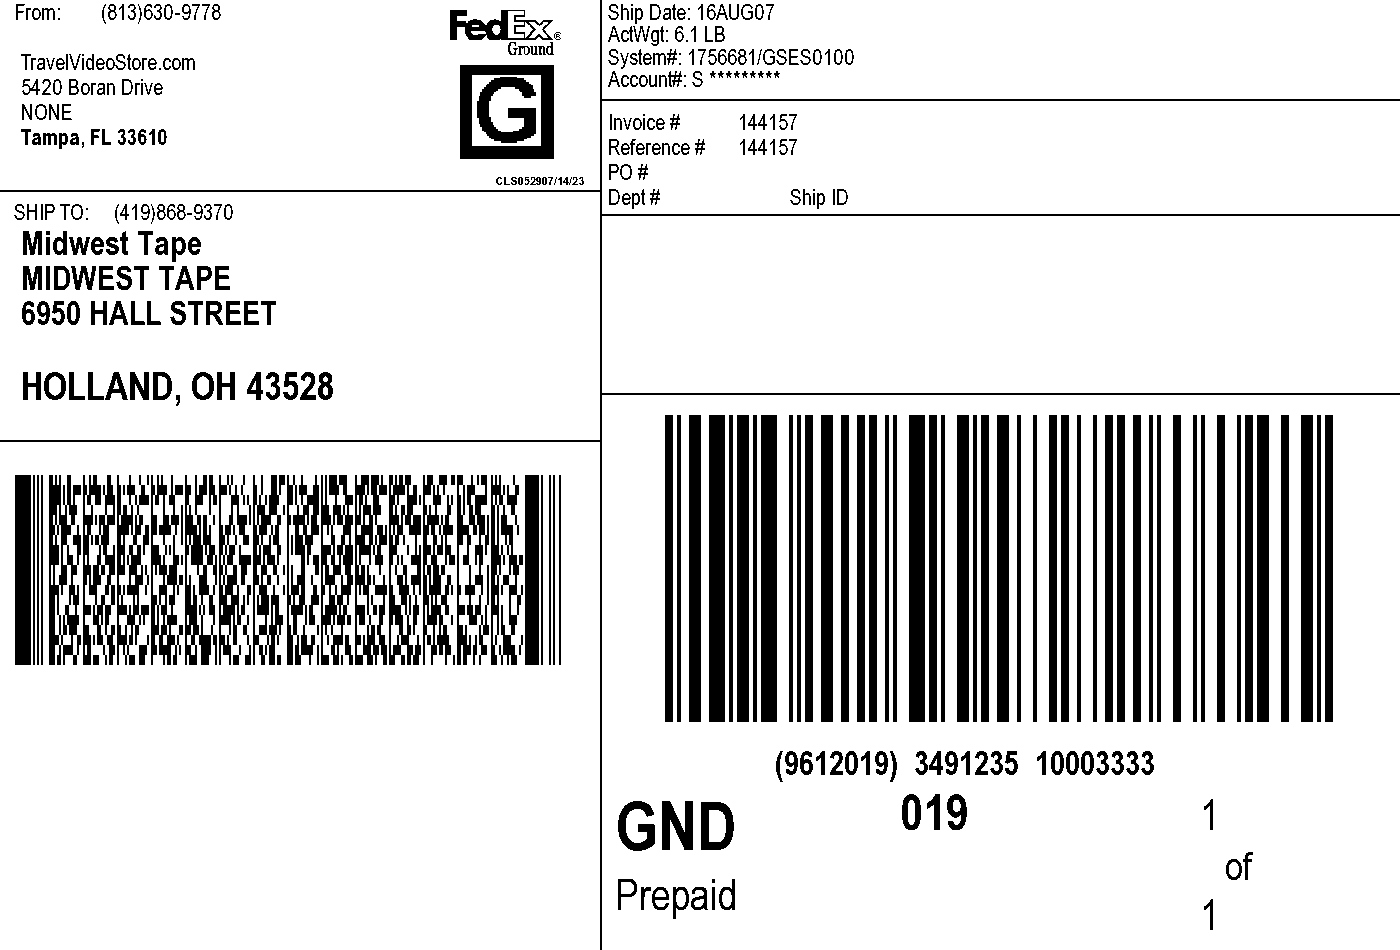 From: (813)630-9778
TravelVideoStore.com
5420 Boran Drive
NONE
Tampa, FL 33610
FedEx®
Ground
G
CLS052907/14/23
SHIP TO: (419)868-9370
Midwest Tape
MIDWEST TAPE
6950 HALL STREET
HOLLAND, OH 43528
Ship Date: 16AUG07
ActWgt: 6.1 LB
System#: 1756681/GSES0100
Account#: S *********
Invoice # 144157
Reference # 144157
PO #
Dept # Ship ID
(9612019) 3491235 10003333
GND 019 1
of
Prepaid 1